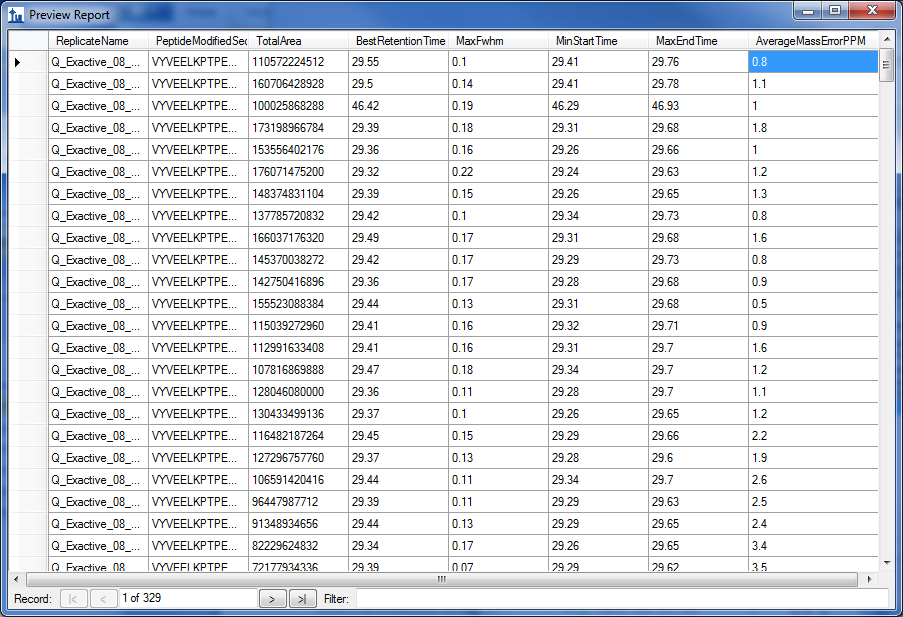 Preview Report
ReplicateName PeptideModifiedSec TotalArea BestRetentionTime MaxFwhm MinStartTime MaxEndTime AverageMassErrorPPM
Q_Exactive_08_... VYVEELKPTPE... 110572224512 29.55 0.1 29.41 29.76 0.8
Q_Exactive_08_... VYVEELKPTPE... 160706428928 29.5 0.14 29.41 29.78 1.1
Q_Exactive_08_... VYVEELKPTPE... 100025868288 46.42 0.19 46.29 46.93 1
Q_Exactive_08_... VYVEELKPTPE... 173198966784 29.39 0.18 29.31 29.68 1.8
Q_Exactive_08_... VYVEELKPTPE... 153556402176 29.36 0.16 29.26 29.66 1
Q_Exactive_08_... VYVEELKPTPE... 176071475200 29.32 0.22 29.24 29.63 1.2
Q_Exactive_08_... VYVEELKPTPE... 148374831104 29.39 0.15 29.26 29.65 1.3
Q_Exactive_08_... VYVEELKPTPE... 137785720832 29.42 0.1 29.34 29.73 0.8
Q_Exactive_08_... VYVEELKPTPE... 166037176320 29.49 0.17 29.31 29.68 1.6
Q_Exactive_08_... VYVEELKPTPE... 145370038272 29.42 0.17 29.29 29.73 0.8
Q_Exactive_08_... VYVEELKPTPE... 142750416896 29.36 0.17 29.28 29.68 0.9
Q_Exactive_08_... VYVEELKPTPE... 155523088384 29.44 0.13 29.31 29.68 0.5
Q_Exactive_08_... VYVEELKPTPE... 115039272960 29.41 0.16 29.32 29.71 0.9
Q_Exactive_08_... VYVEELKPTPE... 112991633408 29.41 0.16 29.31 29.7 1.6
Q_Exactive_08_... VYVEELKPTPE... 107816869888 29.47 0.18 29.34 29.7 1.2
Q_Exactive_08_... VYVEELKPTPE... 128046080000 29.36 0.11 29.28 29.7 1.1
Q_Exactive_08_... VYVEELKPTPE... 130433499136 29.37 0.1 29.26 29.65 1.2
Q_Exactive_08_... VYVEELKPTPE... 116482187264 29.45 0.15 29.29 29.66 2.2
Q_Exactive_08_... VYVEELKPTPE... 127296757760 29.37 0.13 29.28 29.6 1.9
Q_Exactive_08_... VYVEELKPTPE... 106591420416 29.44 0.11 29.34 29.7 2.6
Q_Exactive_08_... VYVEELKPTPE... 96447987712 29.39 0.11 29.29 29.63 2.5
Q_Exactive_08_... VYVEELKPTPE... 91348934656 29.44 0.13 29.29 29.65 2.4
Q_Exactive_08_... VYVEELKPTPE... 82229624832 29.34 0.17 29.26 29.65 3.4
Q_Exactive_08_... VYVEELKPTPE... 72177934336 29.39 0.07 29.29 29.62 3.5
Record: 1 of 329 Filter: